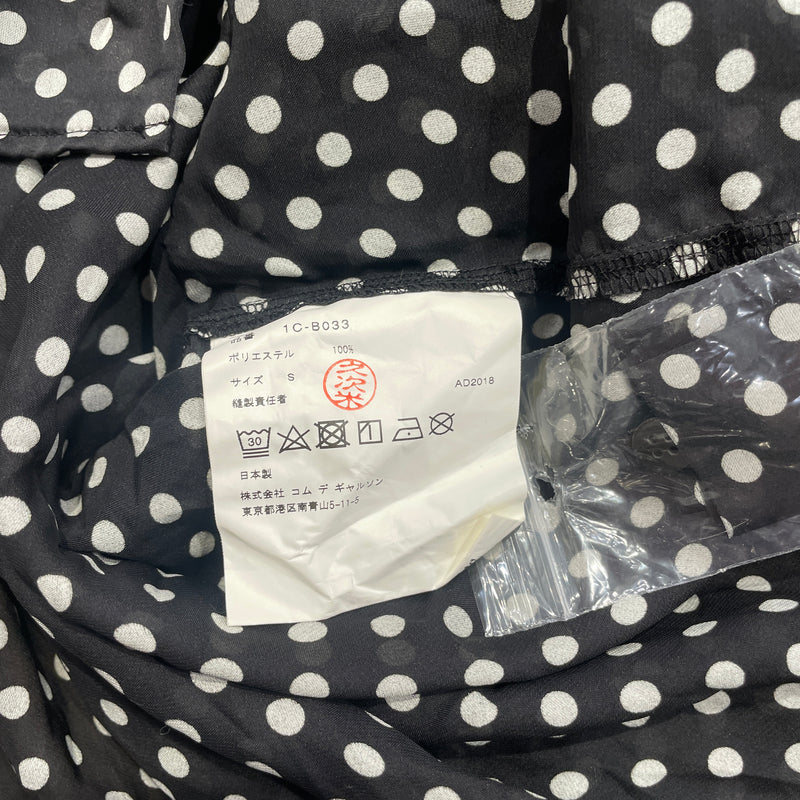 品番 1C-B033
ポリエステル 100%
サイズ S AD2018
縫製責任者
30
日本製
株式会社 コム デ ギャルソン
東京都港区南青山5-11-5